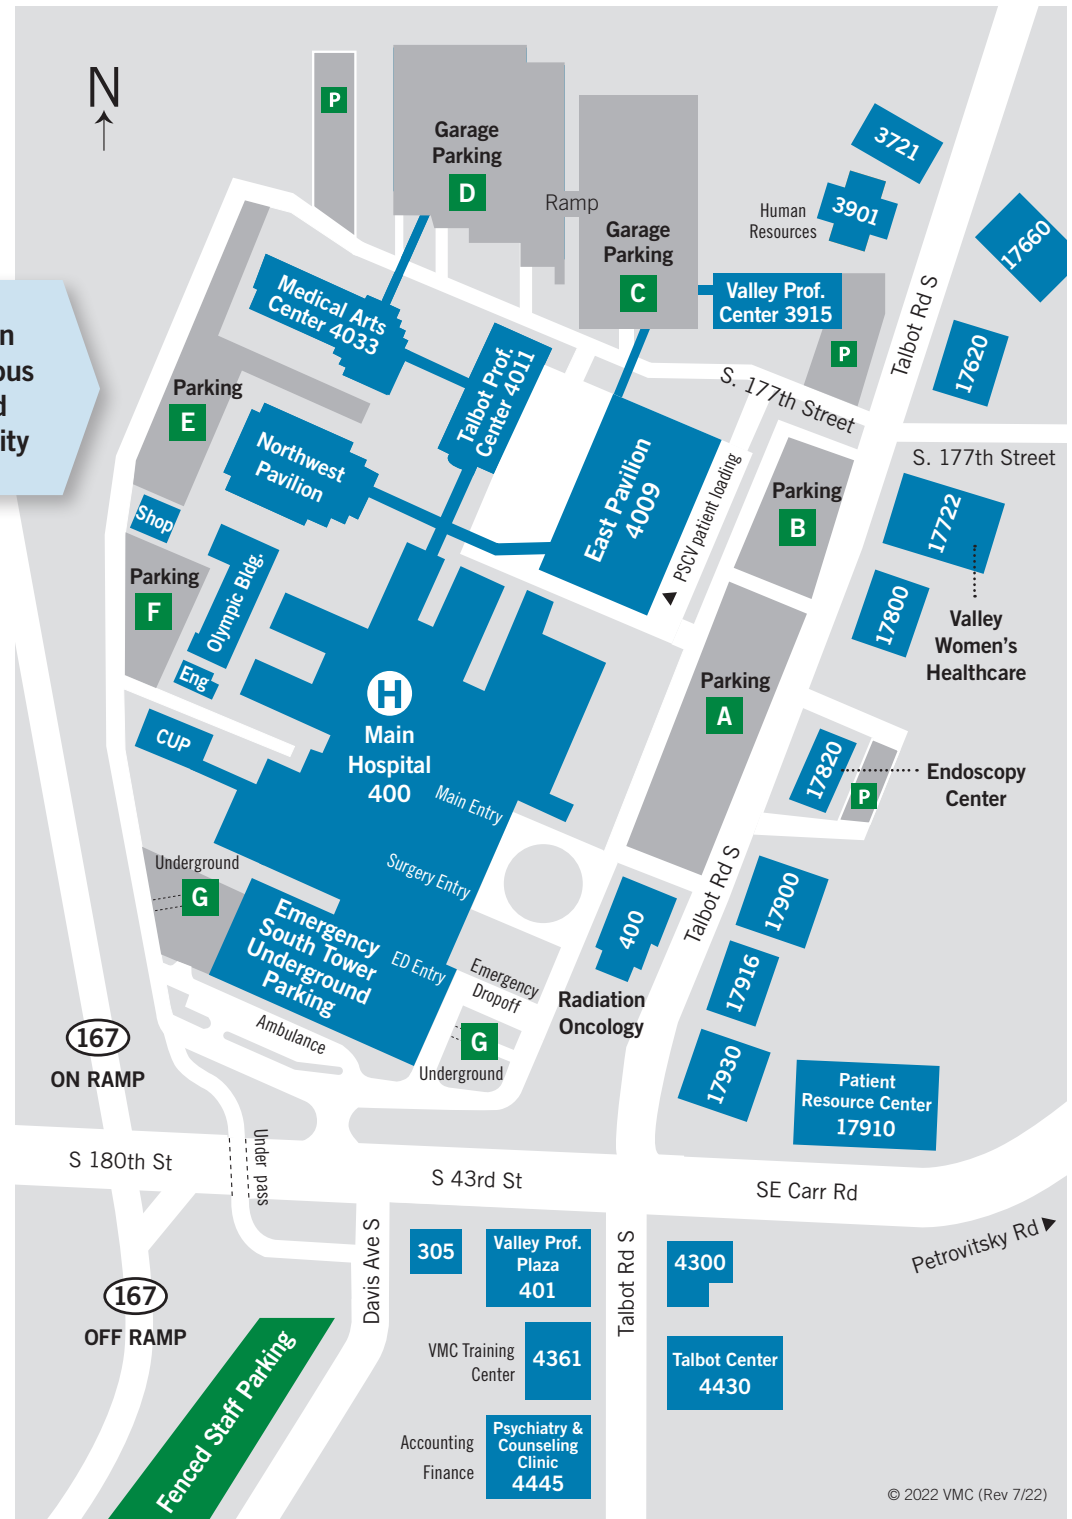 N
P
Garage
Parking
D
Ramp
Garage
Parking
C
3721
Human
Resources
3901
17660
Valley Prof.
Center 3915
P
Talbot Rd S
17620
Medical Arts
Center 4033
Talbot Prof.
Center 4011
S. 177th Street
S. 177th Street
n
ous
d
ity
Parking
E
Northwest
Pavilion
East Pavilion
4009
PSCV patient loading
Parking
B
17722
Shop
Parking
F
Olympic Bldg.
Eng
17800
Valley
Women's
Healthcare
H
Main
Hospital
400
Parking
A
CUP
Main Entry
17820
P
Endoscopy
Center
Underground
G
Surgery Entry
Talbot Rd S
17900
Emergency
South Tower
Underground
Parking
ED Entry
Emergency
Dropoff
400
Radiation
Oncology
17916
Ambulance
G
Underground
167
ON RAMP
17930
Patient
Resource Center
17910
S 180th St
Under pass
S 43rd St
SE Carr Rd
Petrovitsky Rd
Davis Ave S
305
Valley Prof.
Plaza
401
Talbot Rd S
4300
167
OFF RAMP
Fenced Staff Parking
VMC Training
Center
4361
Talbot Center
4430
Accounting
Finance
Psychiatry &
Counseling
Clinic
4445
© 2022 VMC (Rev 7/22)